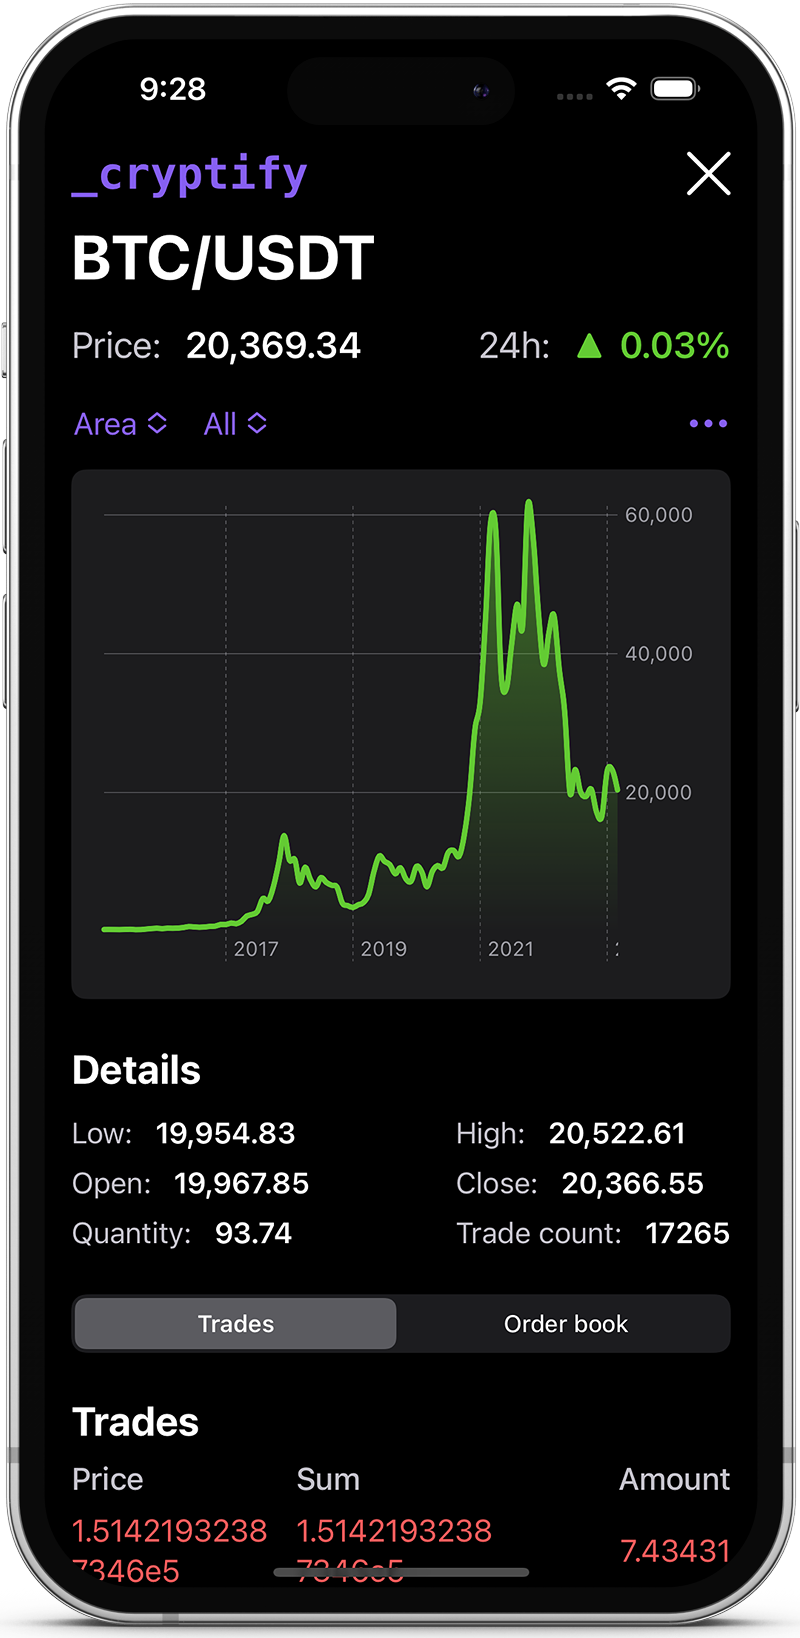 9:28
_cryptify
BTC/USDT
Price: 20,369.34 24h: ▲ 0.03%
Area All
60,000
40,000
20,000
2017 2019 2021
Details
Low: 19,954.83 High: 20,522.61
Open: 19,967.85 Close: 20,366.55
Quantity: 93.74 Trade count: 17265
Trades Order book
Trades
Price Sum Amount
1.5142193238 1.5142193238
7.43431
7346e5 7346e5